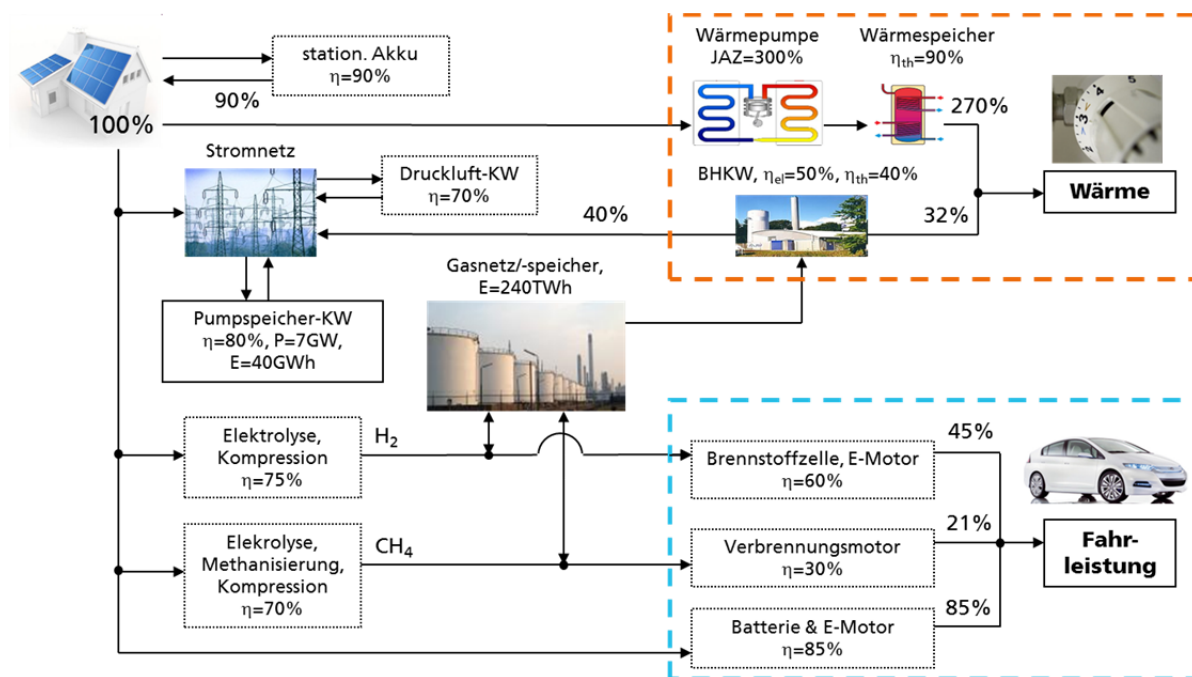 station. Akku
η=90%
90%
100%
Wärmepumpe
JAZ=300%
Wärmespeicher
ηth=90%
270%
Stromnetz
Druckluft-KW
η=70%
BHKW, ηel=50%, ηth=40%
40%
32%
Wärme
Gasnetz/-speicher,
E=240TWh
Pumpspeicher-KW
η=80%, P=7GW,
E=40GWh
Elektrolyse,
Kompression
η=75%
H2
Brennstoffzelle, E-Motor
η=60%
45%
Elekrolyse,
Methanisierung,
Kompression
η=70%
CH4
Verbrennungsmotor
η=30%
21%
Fahr-
leistung
Batterie & E-Motor
η=85%
85%